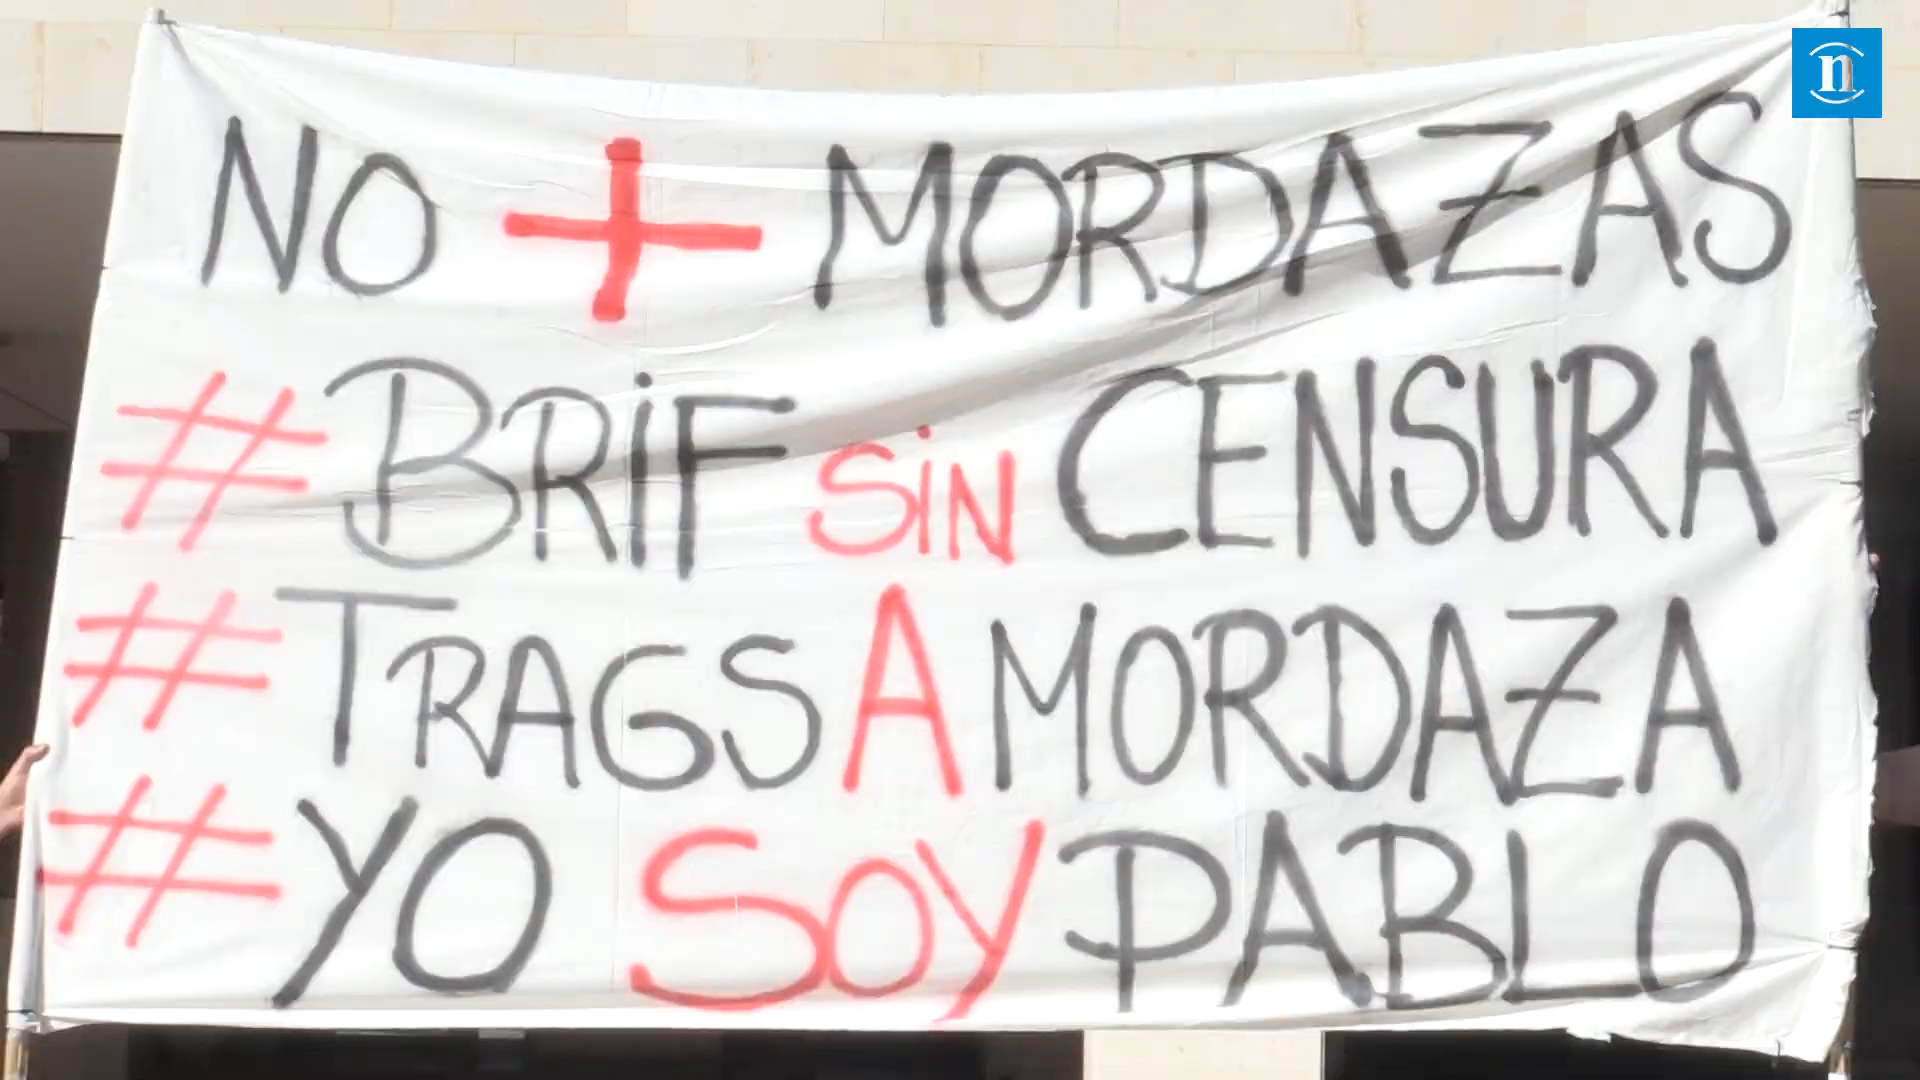 NO + MORDAZAS
# BRIF SIN CENSURA
# TRAGSA MORDAZA
# YO SOY PABLO
n